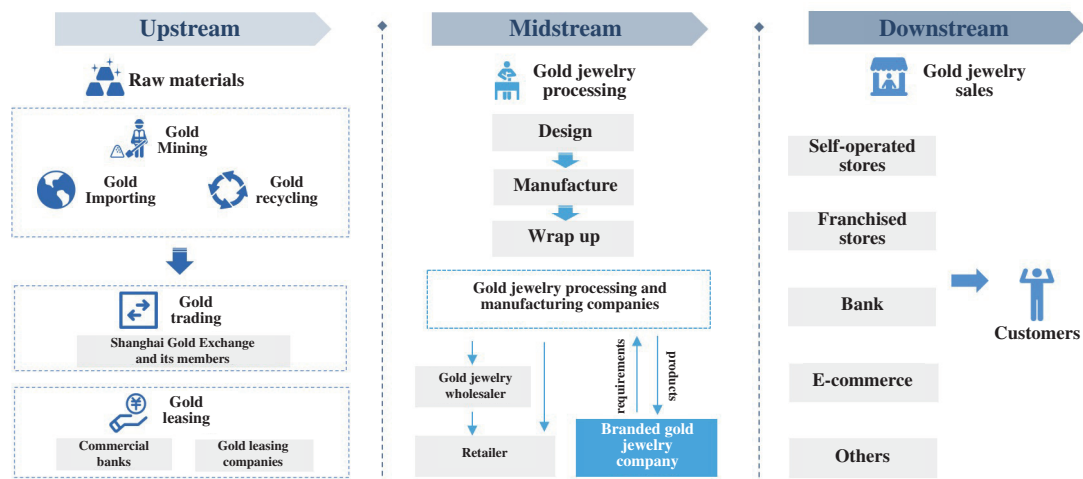 Upstream
Raw materials
Gold
Mining
Gold
Importing
Gold
recycling
Gold
trading
Shanghai Gold Exchange
and its members
¥
Gold
leasing
Commercial
banks
Gold leasing
companies
Midstream
Gold jewelry
processing
Design
Manufacture
Wrap up
Gold jewelry processing and
manufacturing companies
Gold jewelry
wholesaler
Retailer
requirements
products
Branded gold
jewelry
company
Downstream
Gold jewelry
sales
Self-operated
stores
Franchised
stores
Bank
E-commerce
Others
Customers